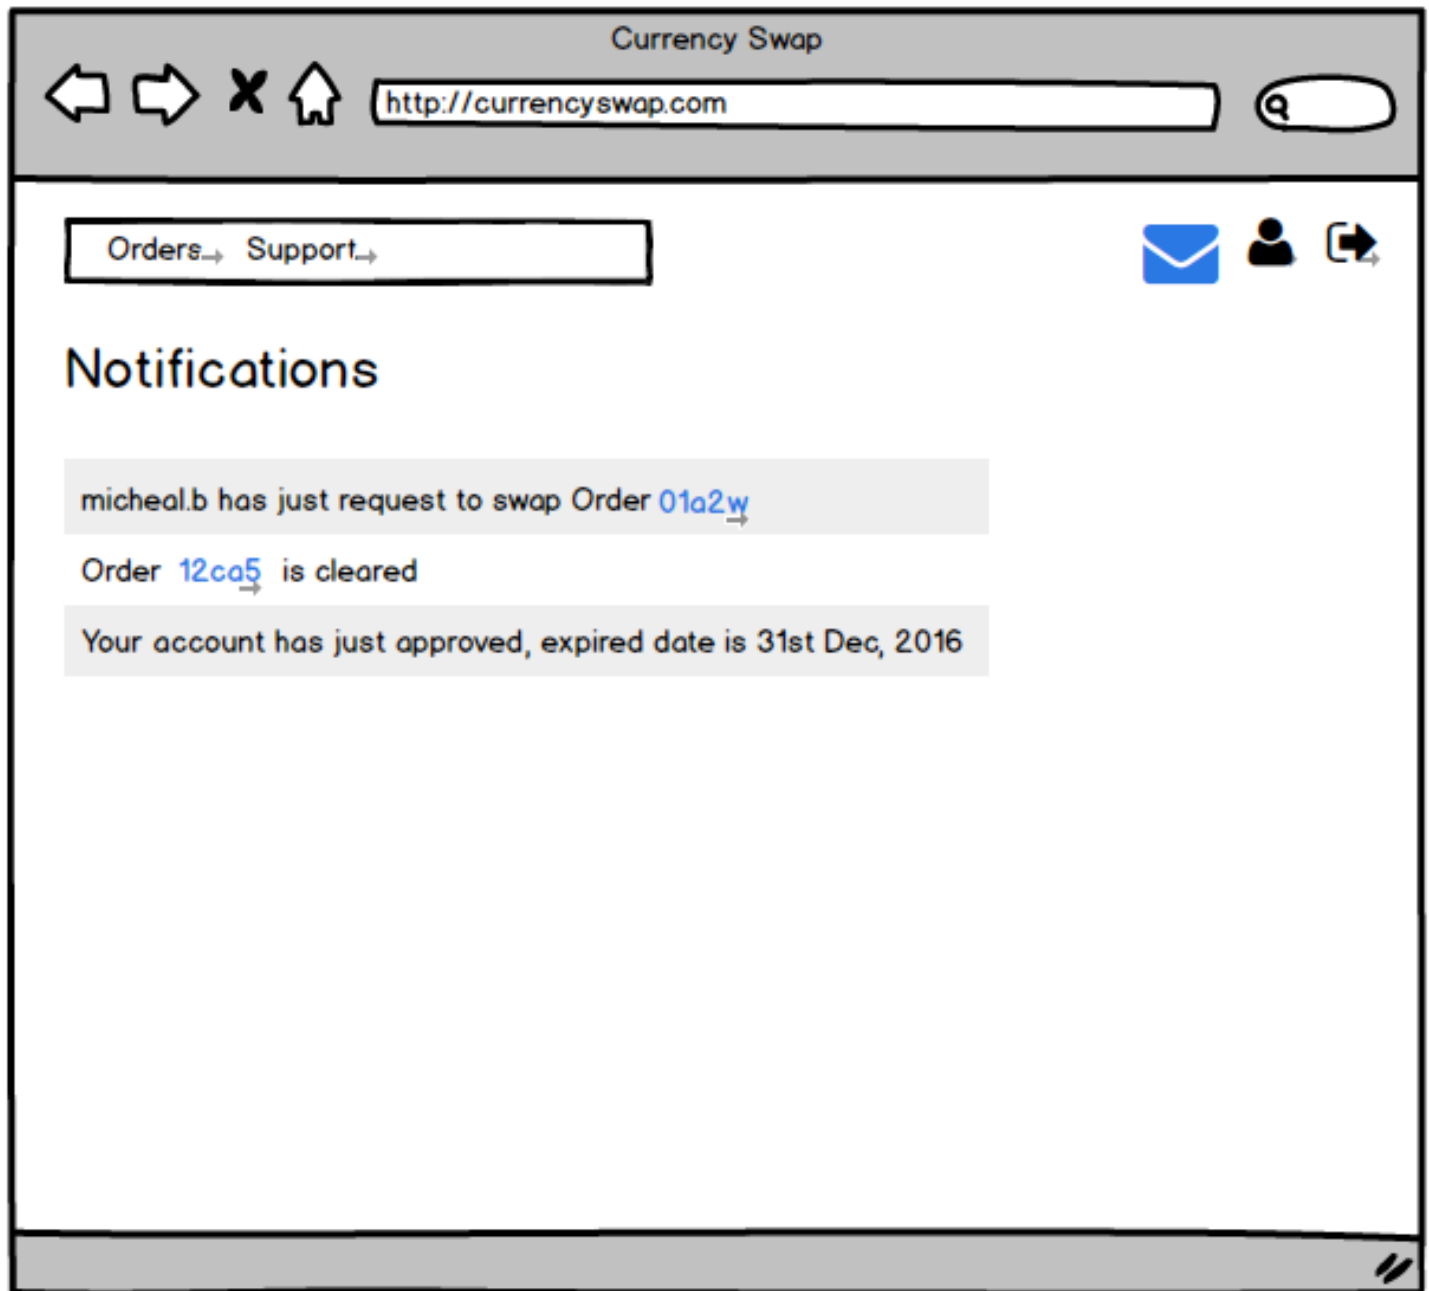 Currency Swap
http://currencyswap.com
Orders Support
Notifications
micheal.b has just request to swap Order 01a2w
Order 12ca5 is cleared
Your account has just approved, expired date is 31st Dec, 2016